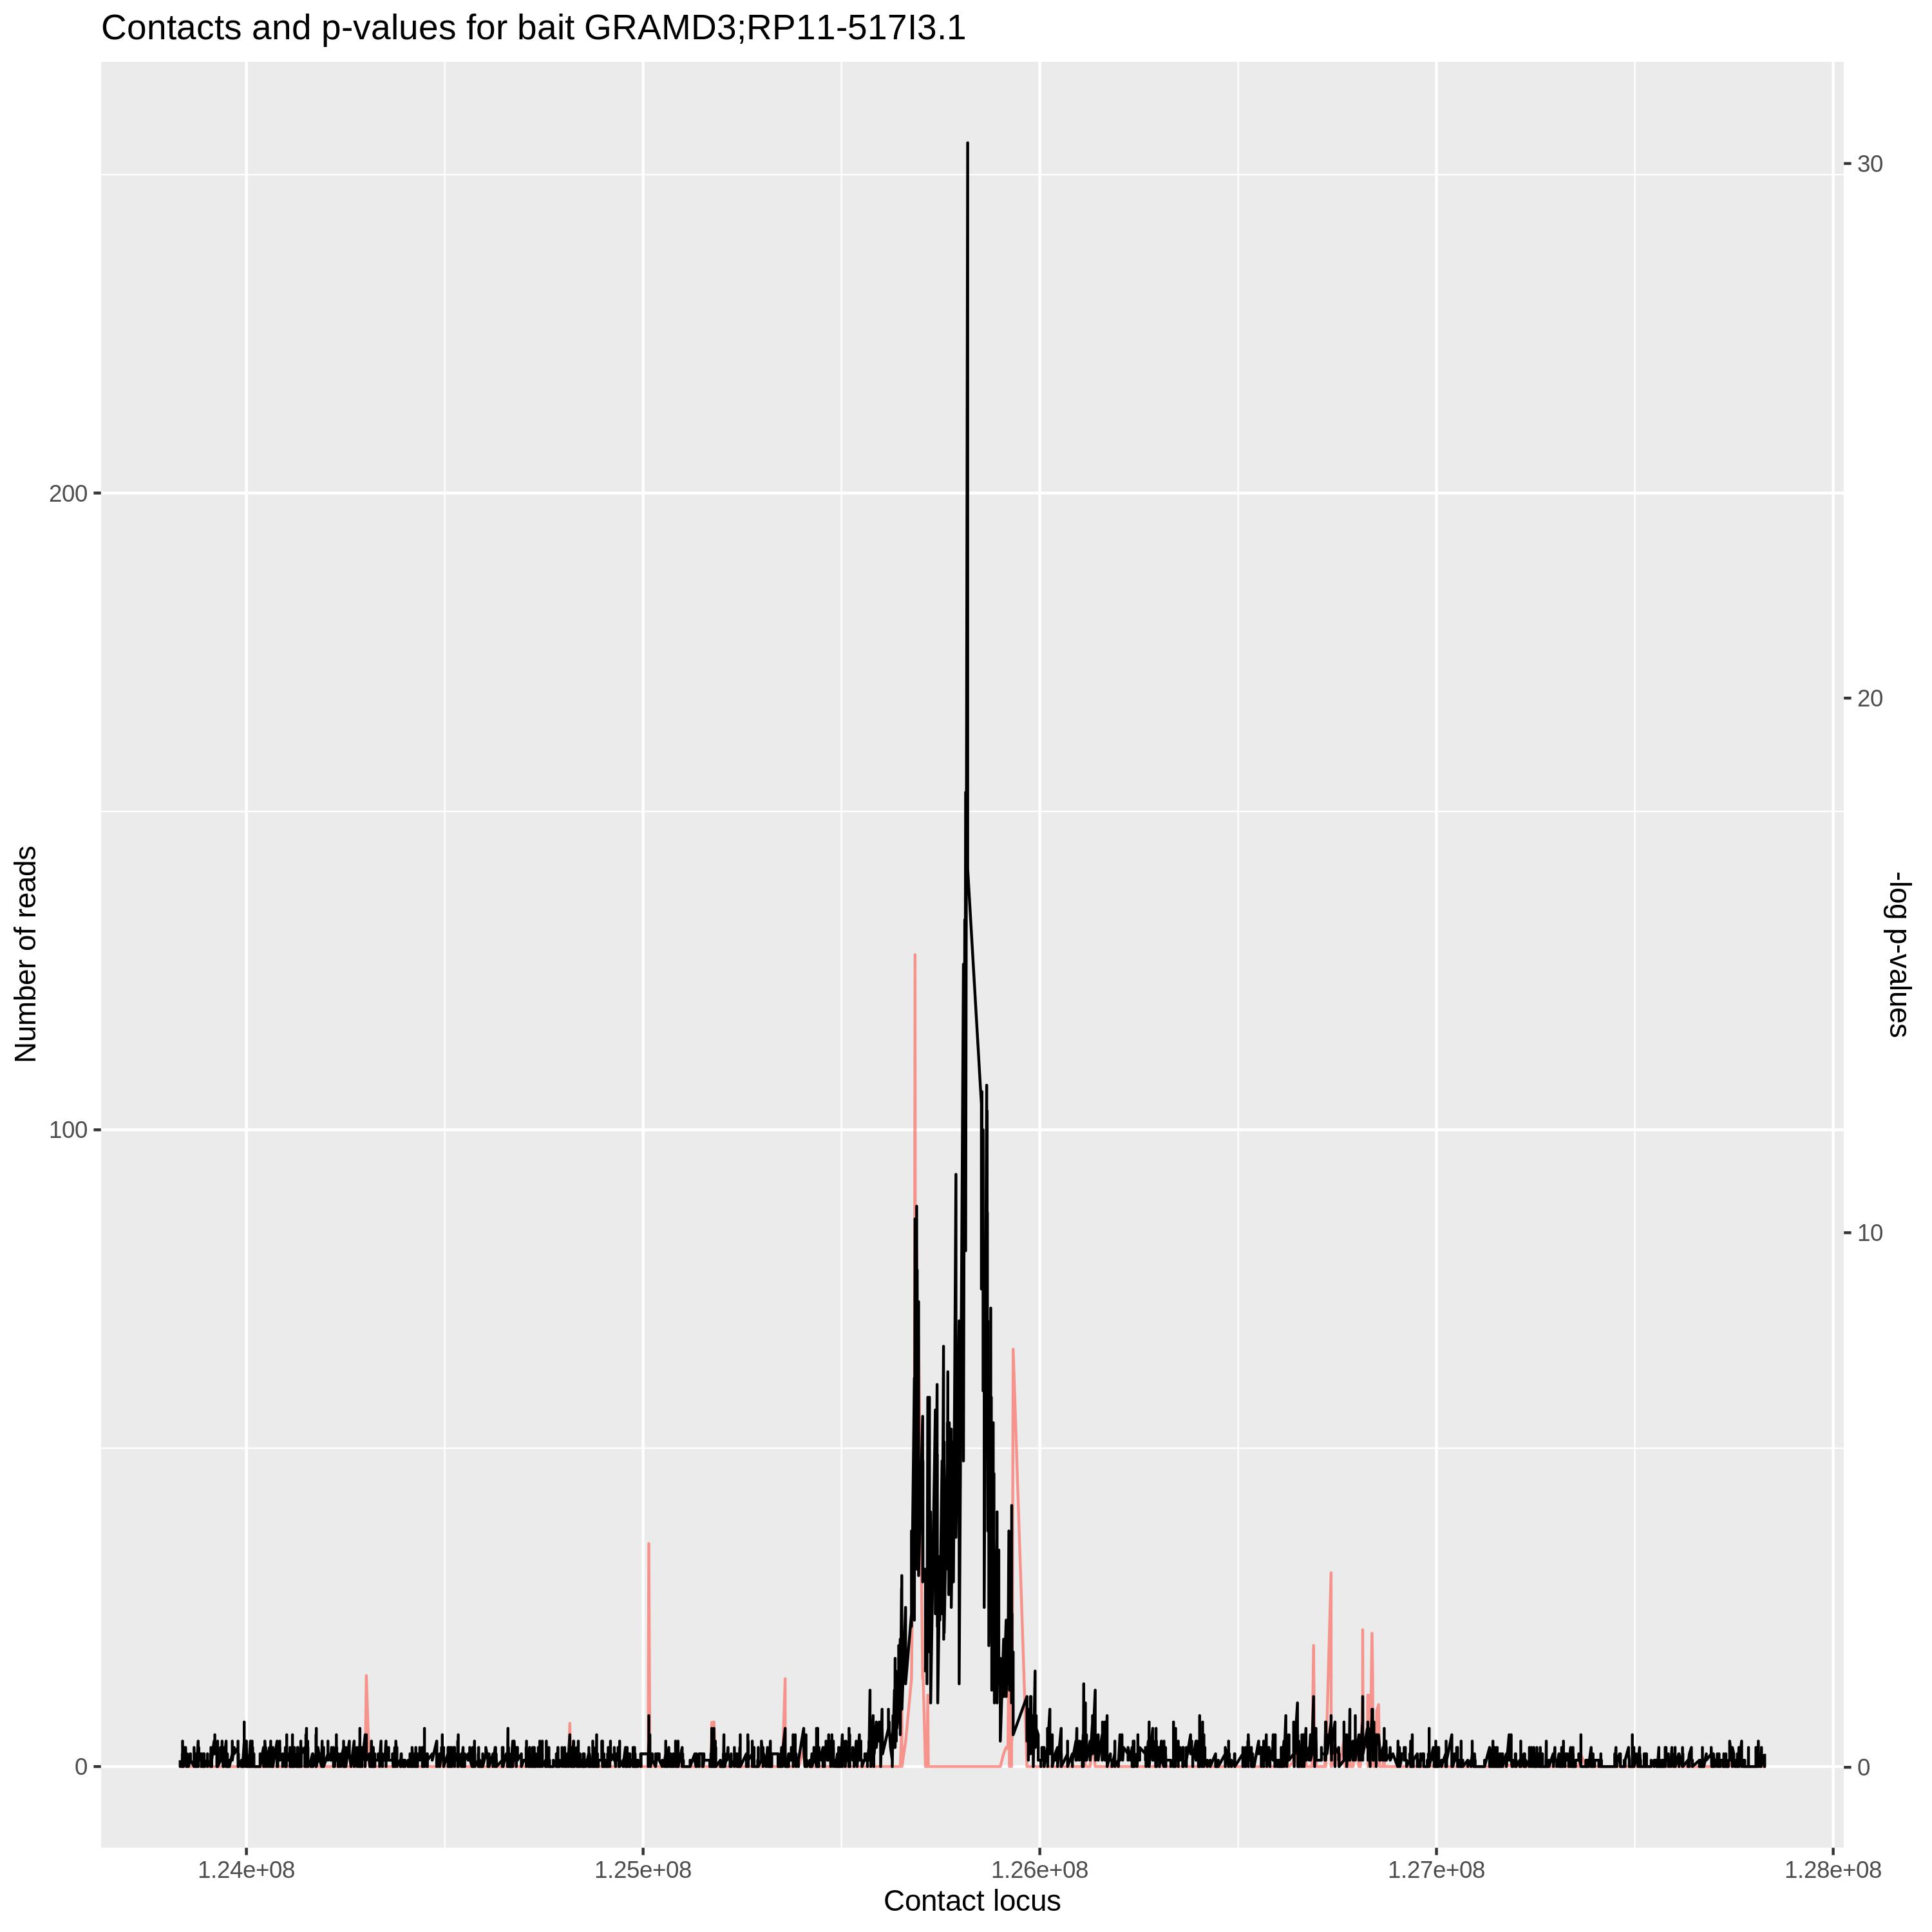 Contacts and p-values for bait GRAMD3;RP11-517I3.1
Number of reads
200
100
0
30
20
10
0
-log p-values
1.24e+08
1.25e+08
1.26e+08
1.27e+08
1.28e+08
Contact locus